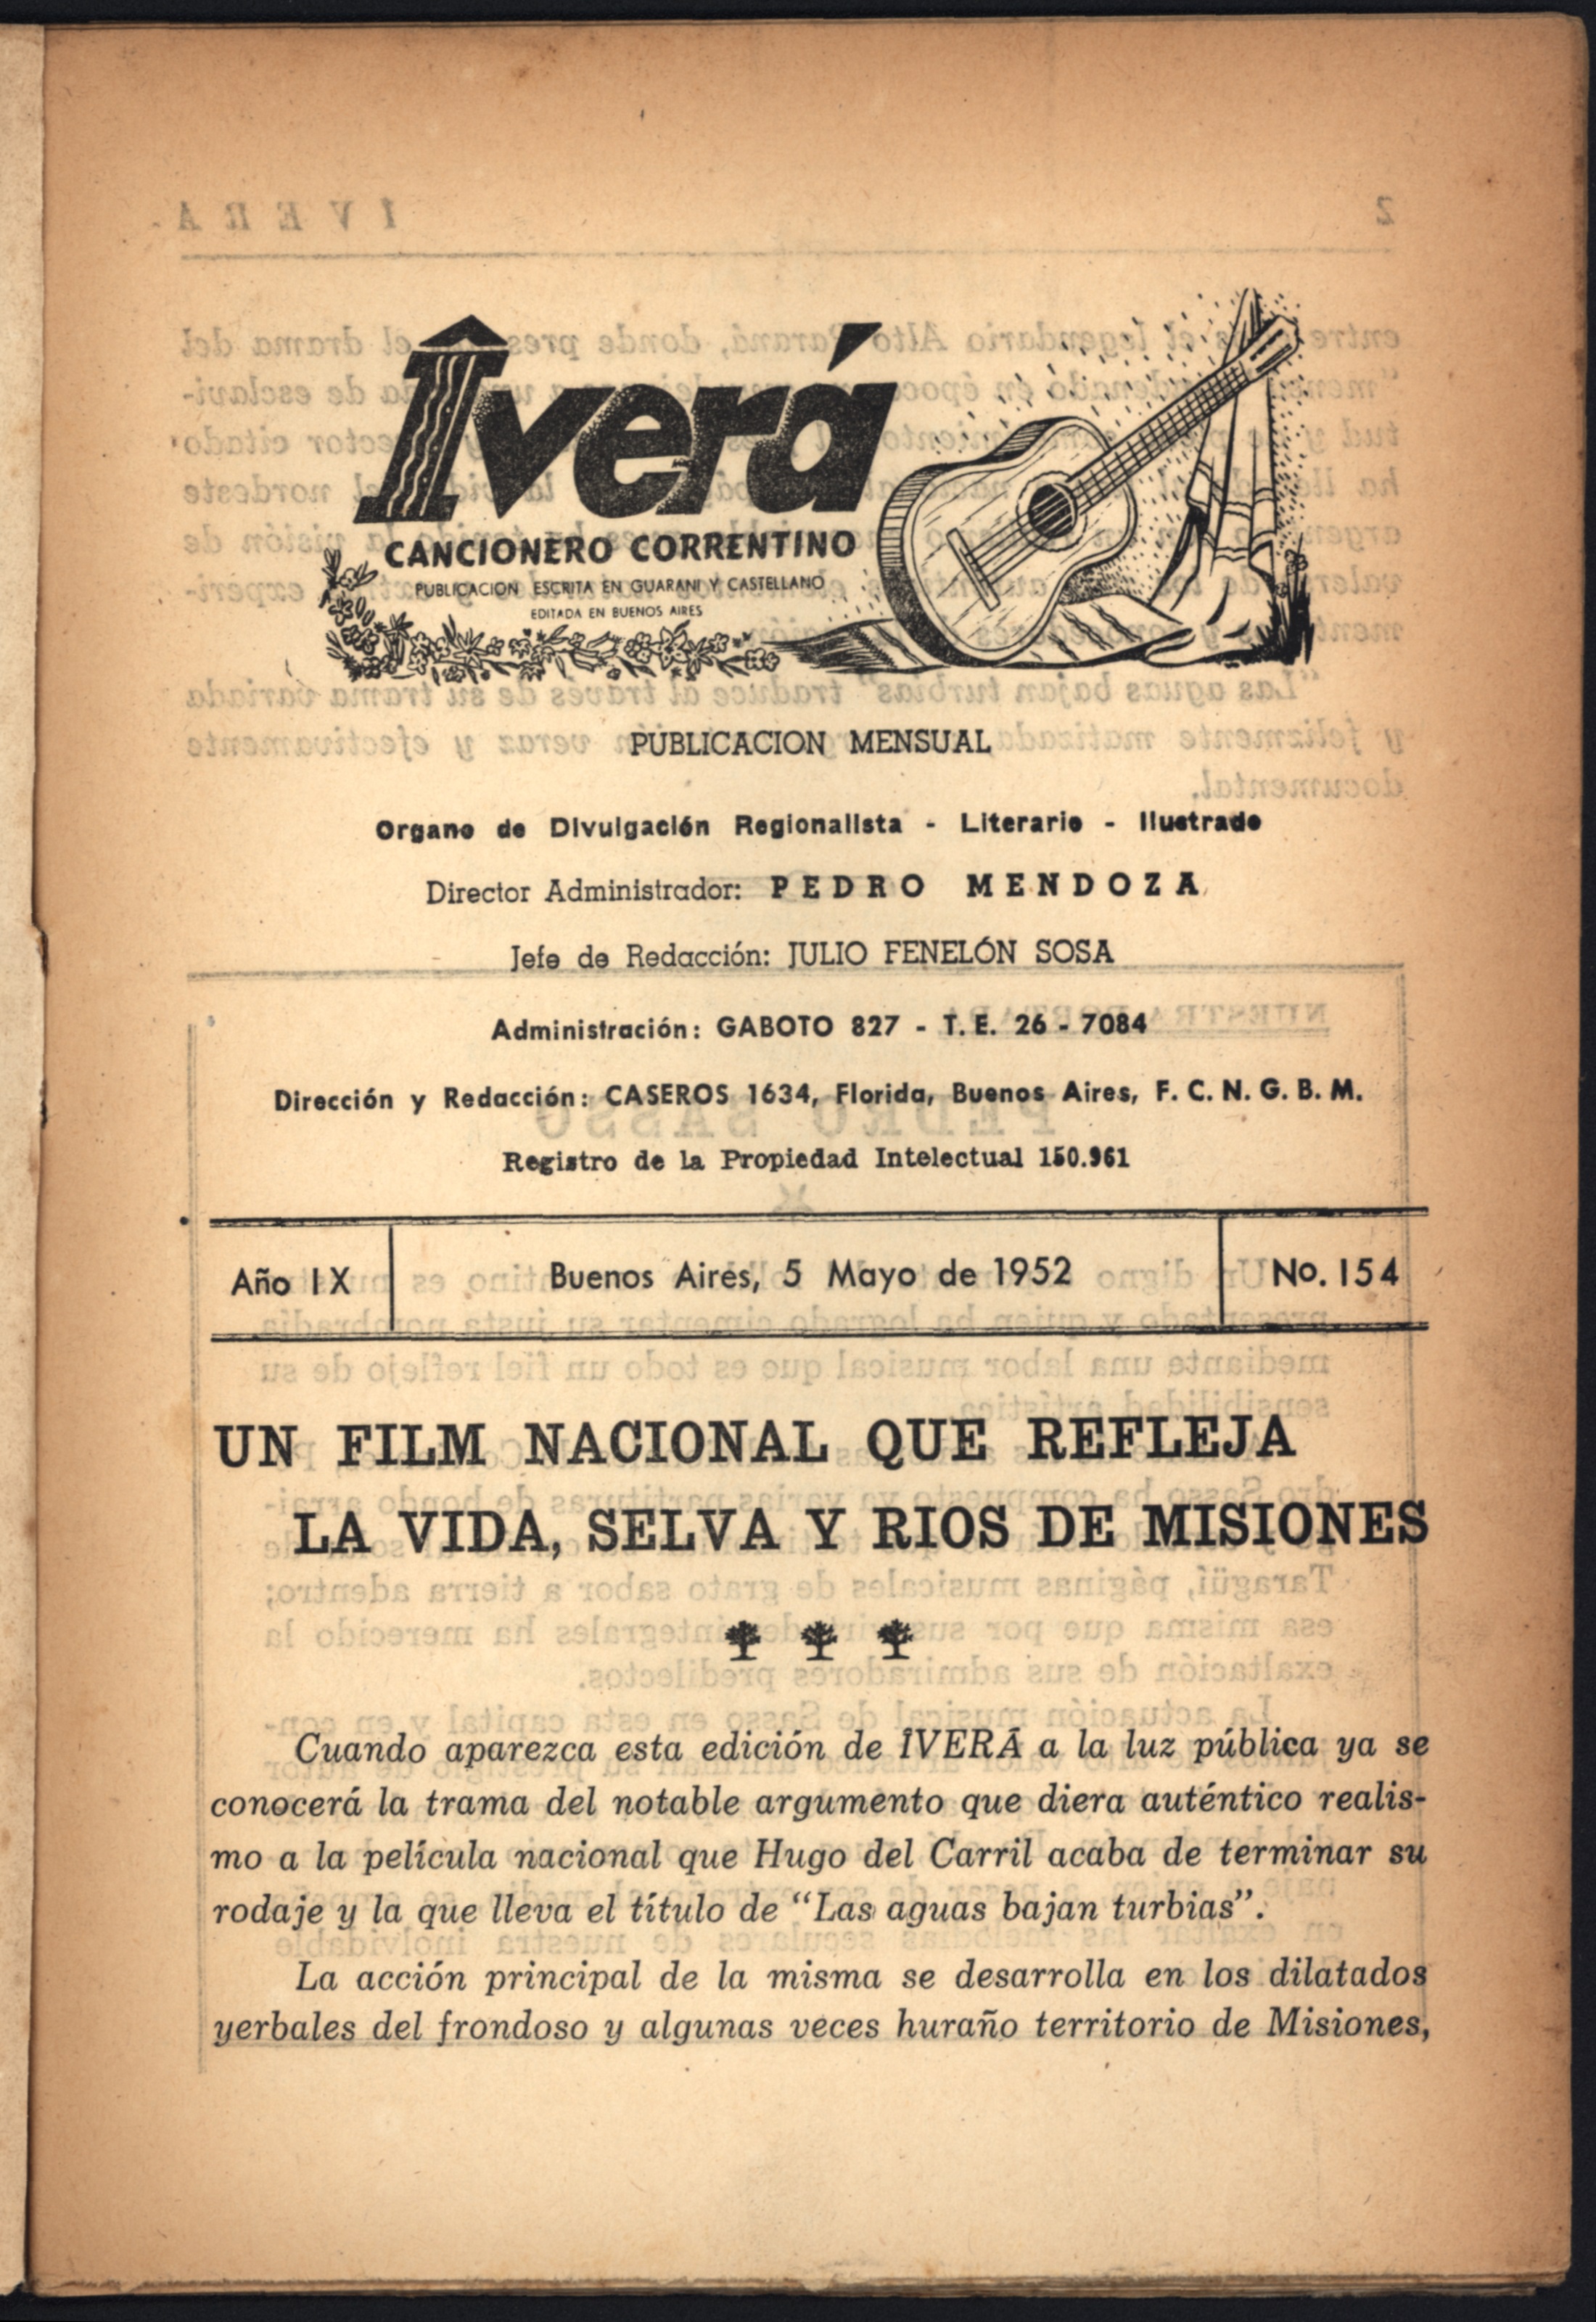 Îverá
CANCIONERO CORRENTINO
PUBLICACION ESCRITA EN GUARANI Y CASTELLANO
EDITADA EN BUENOS AIRES
PUBLICACION MENSUAL
Organo de Divulgación Regionalista - Literario - Ilustrado
Director Administrador: PEDRO MENDOZA
Jefe de Redacción: JULIO FENELÓN SOSA
Administración: GABOTO 827 - T. E. 26 - 7084
Dirección y Redacción: CASEROS 1634, Florida, Buenos Aires, F. C. N. G. B. M.
Registro de la Propiedad Intelectual 150.961
Año IX Buenos Aires, 5 Mayo de 1952 No. 154
UN FILM NACIONAL QUE REFLEJA
LA VIDA, SELVA Y RIOS DE MISIONES
Cuando aparezca esta edición de ÎVERÁ a la luz pública ya se
conocerá la trama del notable argumento que diera auténtico realis-
mo a la película nacional que Hugo del Carril acaba de terminar su
rodaje y la que lleva el título de “Las aguas bajan turbias”.
La acción principal de la misma se desarrolla en los dilatados
yerbales del frondoso y algunas veces huraño territorio de Misiones,